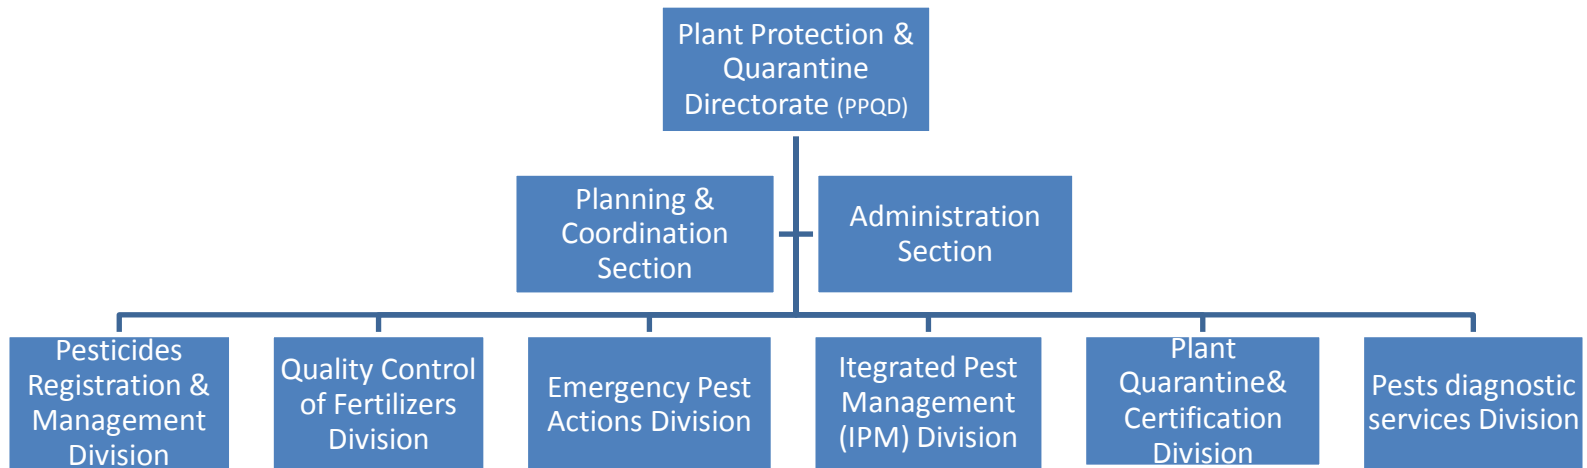 Plant Protection &
Quarantine
Directorate (PPQD)
Planning &
Coordination
Section
Administration
Section
Pesticides
Registration &
Management
Division
Quality Control
of Fertilizers
Division
Emergency Pest
Actions Division
Itegrated Pest
Management
(IPM) Division
Plant
Quarantine&
Certification
Division
Pests diagnostic
services Division